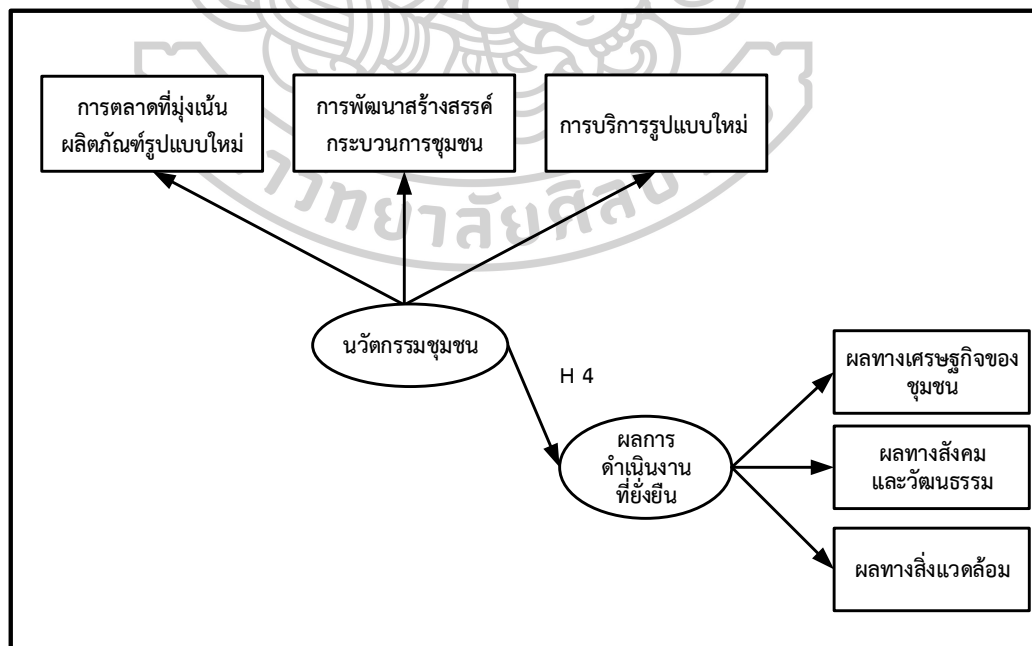 การตลาดที่มุ่งเน้น
ผลิตภัณฑ์รูปแบบใหม่
การพัฒนาสร้างสรรค์
กระบวนการชุมชน
การบริการรูปแบบใหม่
นวัตกรรมชุมชน
H 4
ผลการ
ดำเนินงาน
ที่ยั่งยืน
ผลทางเศรษฐกิจของ
ชุมชน
ผลทางสังคม
และวัฒนธรรม
ผลทางสิ่งแวดล้อม